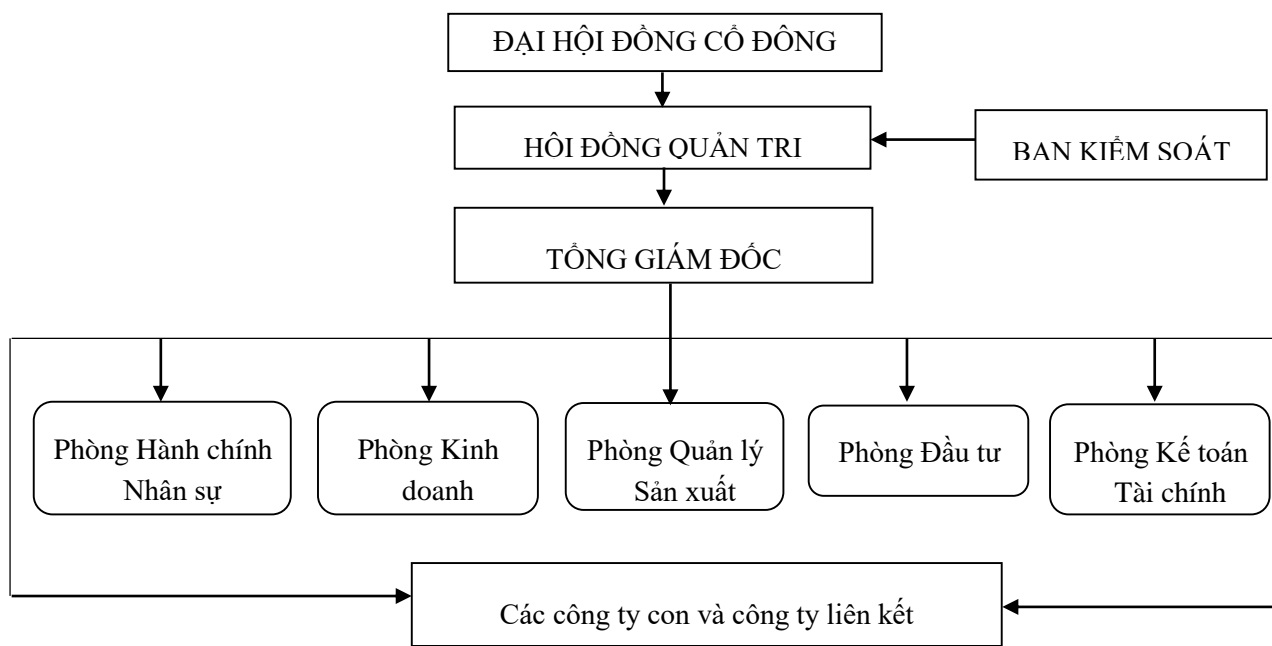 ĐẠI HỘI ĐỒNG CỔ ĐÔNG
HÔI ĐỒNG QUẢN TRI
BAN KIỂM SOÁT
TỔNG GIÁM ĐỐC
Phòng Hành chính
Nhân sự
Phòng Kinh
doanh
Phòng Quản lý
Sản xuất
Phòng Đầu tư
Phòng Kế toán
Tài chính
Các công ty con và công ty liên kết